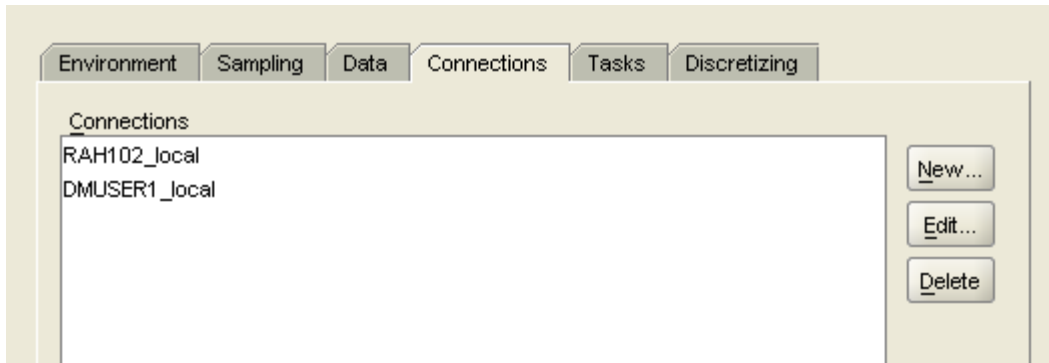 Environment Sampling Data Connections Tasks Discretizing
Connections
RAH102_local
DMUSER1_local
New...
Edit...
Delete